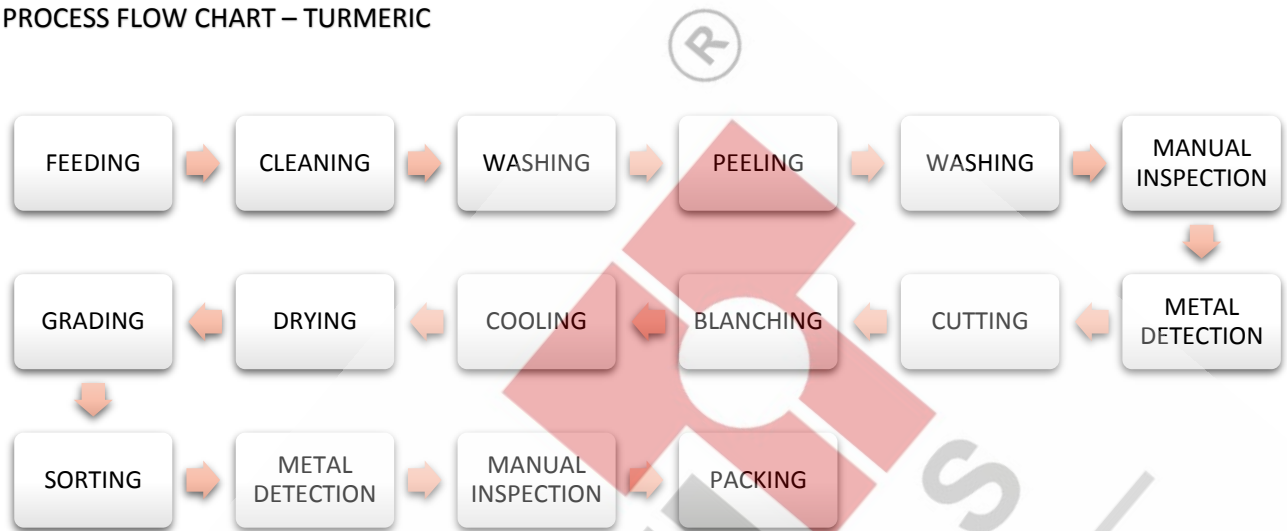 PROCESS FLOW CHART – TURMERIC
®
FEEDING
CLEANING
WASHING
PEELING
WASHING
MANUAL
INSPECTION
METAL
DETECTION
CUTTING
BLANCHING
COOLING
DRYING
GRADING
SORTING
METAL
DETECTION
MANUAL
INSPECTION
PACKING